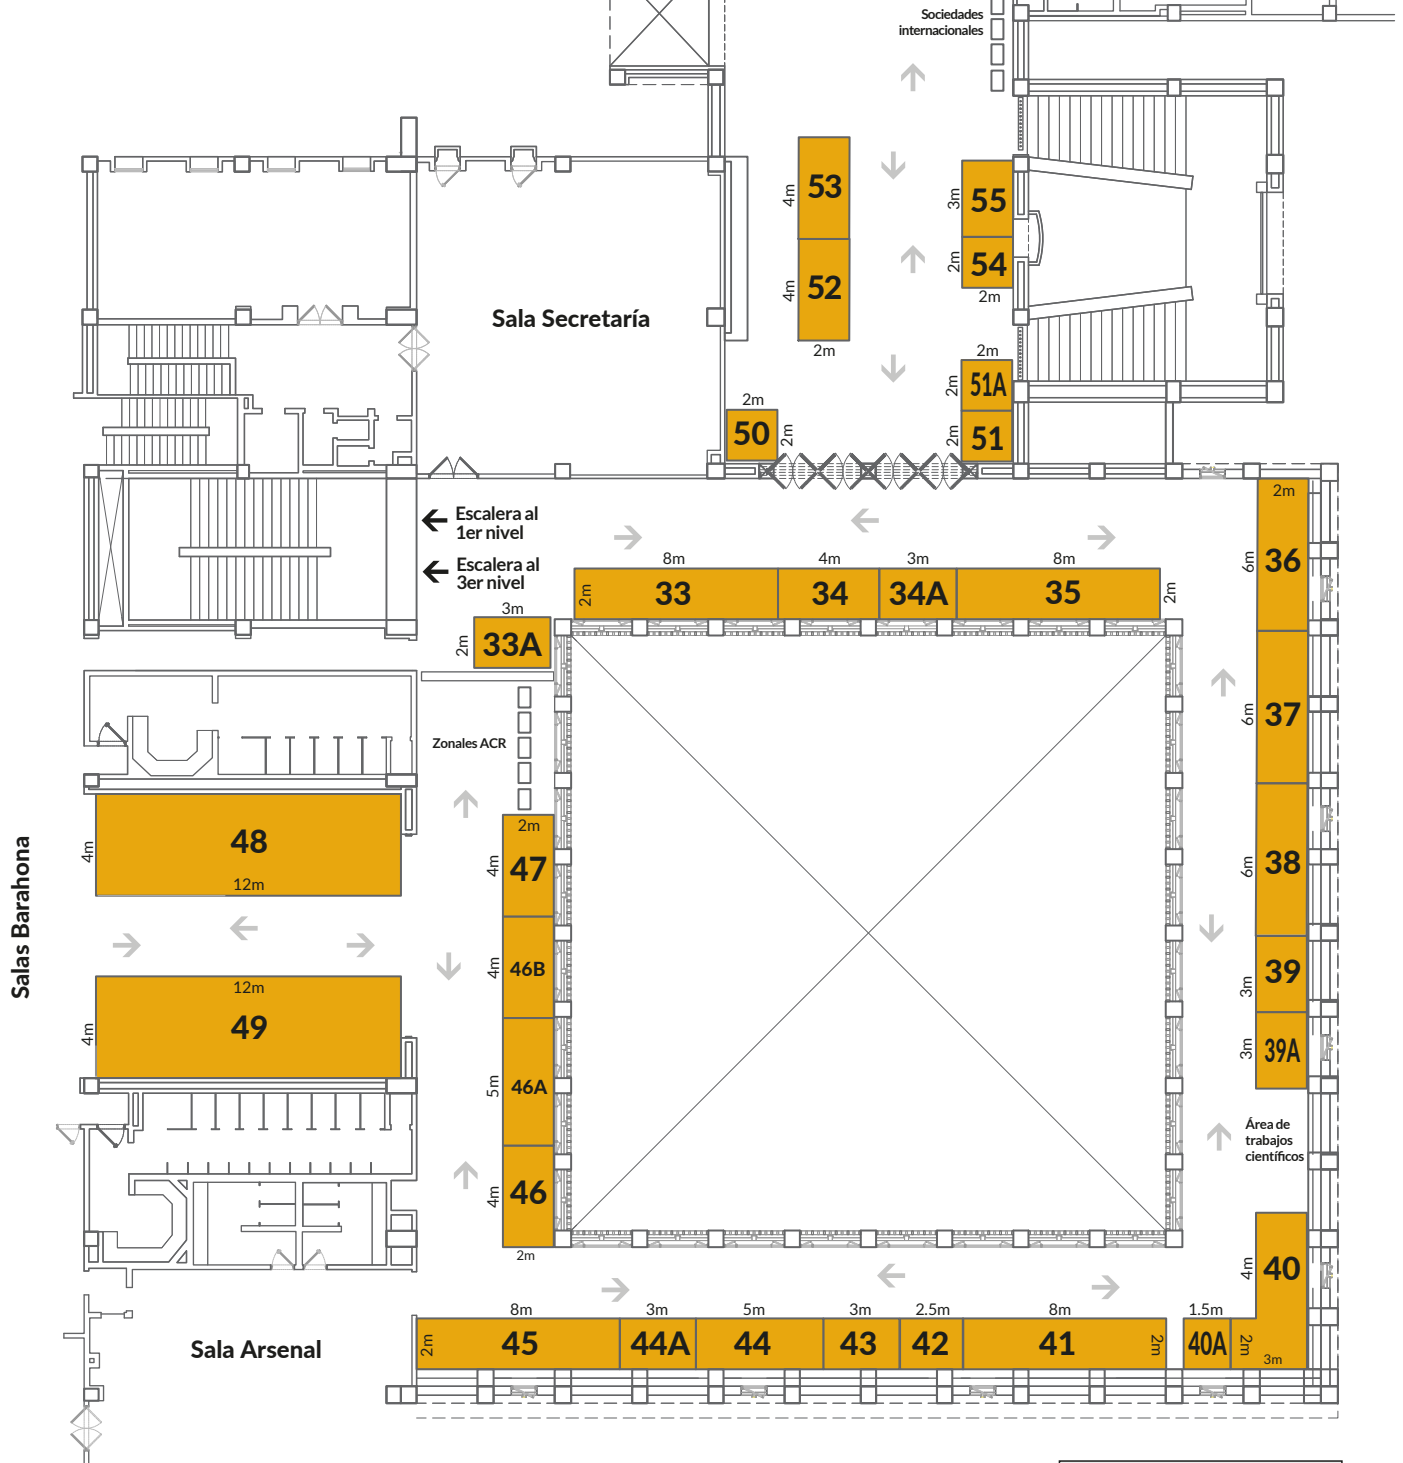 Sociedades
internacionales
4m
53
3m
55
4m
52
2m
54
2m
2m
Sala Secretaría
2m
2m
51A
2m
50
2m
2m
51
Escalera al
1er nivel
Escalera al
3er nivel
2m
6m
36
8m
4m
3m
8m
2m
33
34
34A
35
2m
3m
2m
33A
6m
37
Zonales ACR
Salas Barahona
4m
48
12m
2m
4m
47
6m
38
4m
46B
3m
39
12m
4m
49
5m
46A
3m
39A
Área de
trabajos
científicos
4m
46
2m
4m
40
8m
3m
5m
3m
2.5m
8m
1.5m
Sala Arsenal
2m
45
44A
44
43
42
41
2m
40A
2m
3m